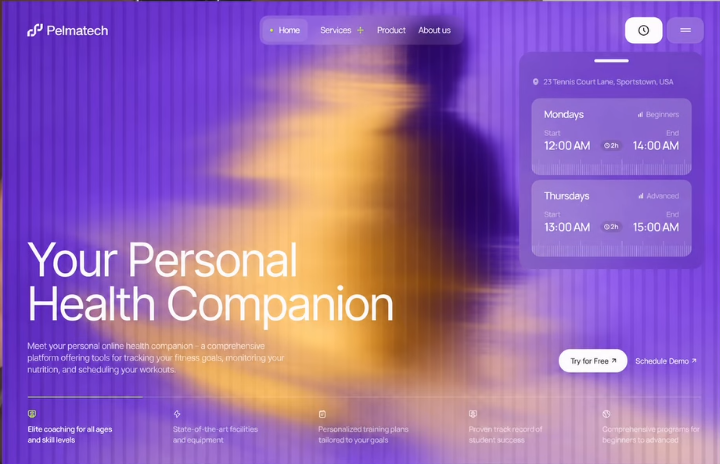 Pelmatech
Home
Services +
Product
About us
23 Tennis Court Lane, Sportstown, USA
Mondays
Beginners
Start
End
12:00 AM
2h
14:00 AM
Thursdays
Advanced
Start
End
13:00 AM
2h
15:00 AM
Your Personal
Health Companion
Meet your personal online health companion – a comprehensive
platform offering tools for tracking your fitness goals, monitoring your
nutrition, and scheduling your workouts.
Try for Free
Schedule Demo
Elite coaching for all ages
and skill levels
State-of-the-art facilities
and equipment
Personalized training plans
tailored to your goals
Proven track record of
student success
Comprehensive programs for
beginners to advanced